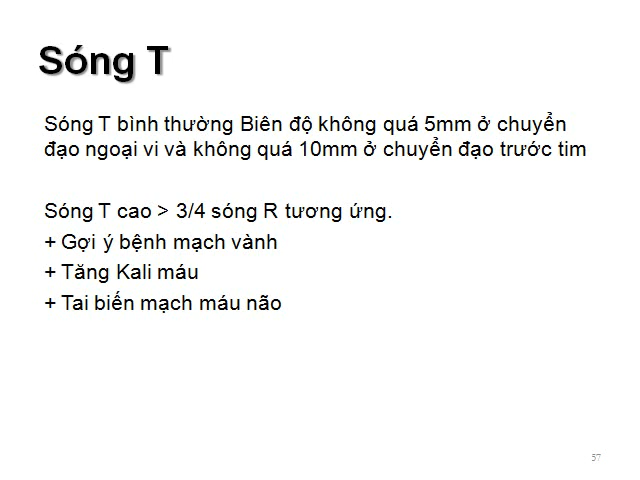 Sóng T
Sóng T bình thường Biên độ không quá 5mm ở chuyển
đạo ngoại vi và không quá 10mm ở chuyển đạo trước tim
Sóng T cao > 3/4 sóng R tương ứng.
+ Gợi ý bệnh mạch vành
+ Tăng Kali máu
+ Tai biến mạch máu não
57